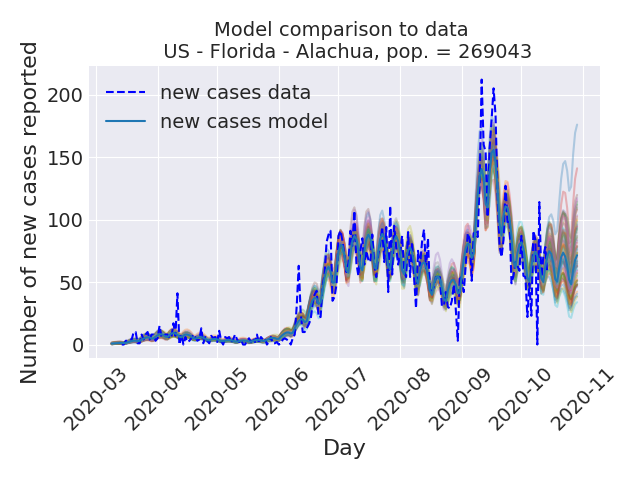 Model comparison to data
US - Florida - Alachua, pop. = 269043
Number of new cases reported
200
150
100
50
0
new cases data
new cases model
2020-03
2020-04
2020-05
2020-06
2020-07
2020-08
2020-09
2020-10
2020-11
Day